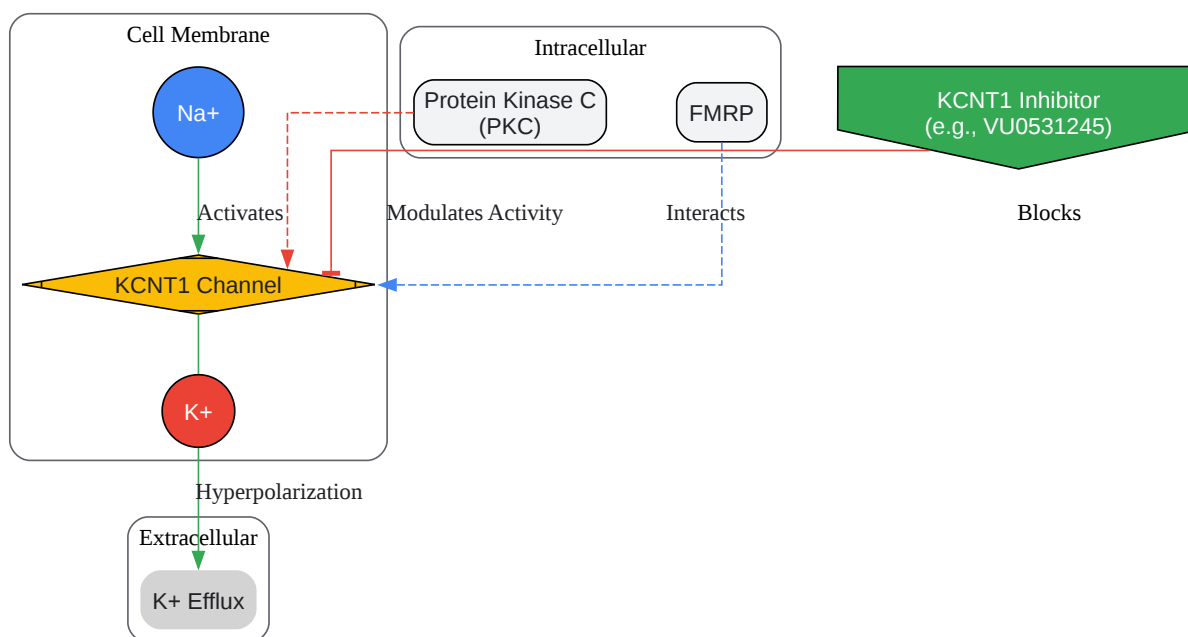 Cell Membrane
Intracellular
Na+
Protein Kinase C
(PKC)
FMRP
KCNT1 Inhibitor
(e.g., VU0531245)
Activates
Modulates Activity
Interacts
Blocks
KCNT1 Channel
K+
Hyperpolarization
Extracellular
K+ Efflux